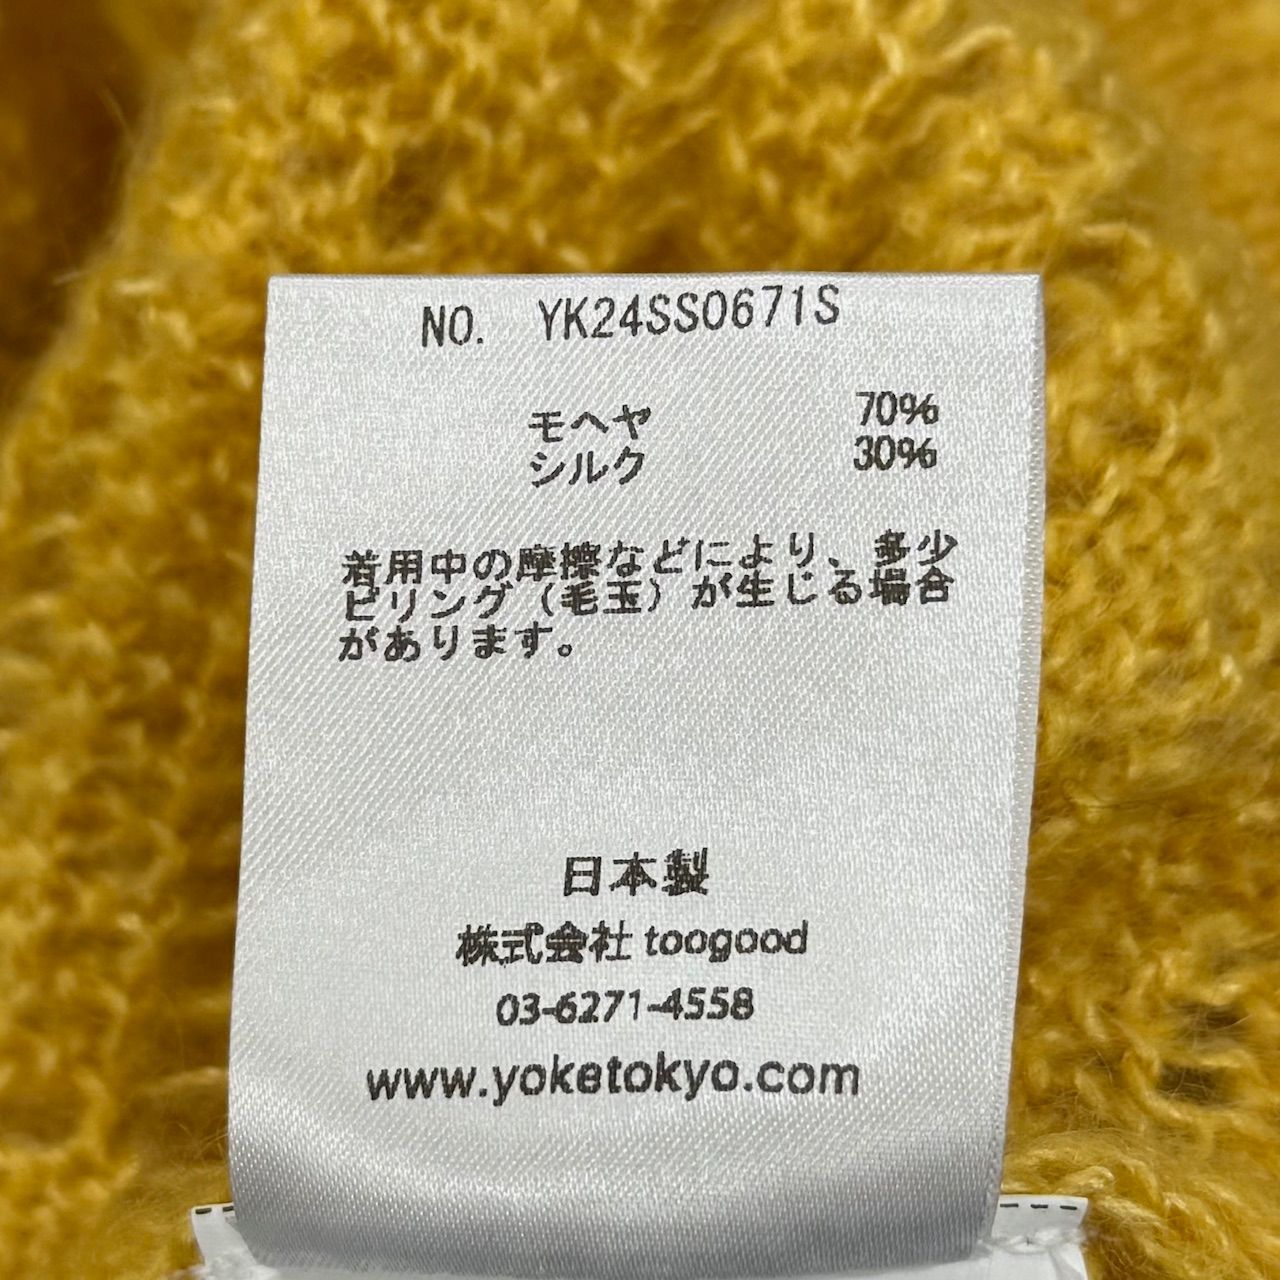 NO. YK24SS0671S
モヘヤ 70%
シルク 30%
着用中の摩擦などにより、多少
ピリング（毛玉）が生じる場合
があります。
日本製
株式会社 toogood
03-6271-4558
www.yoketokyo.com